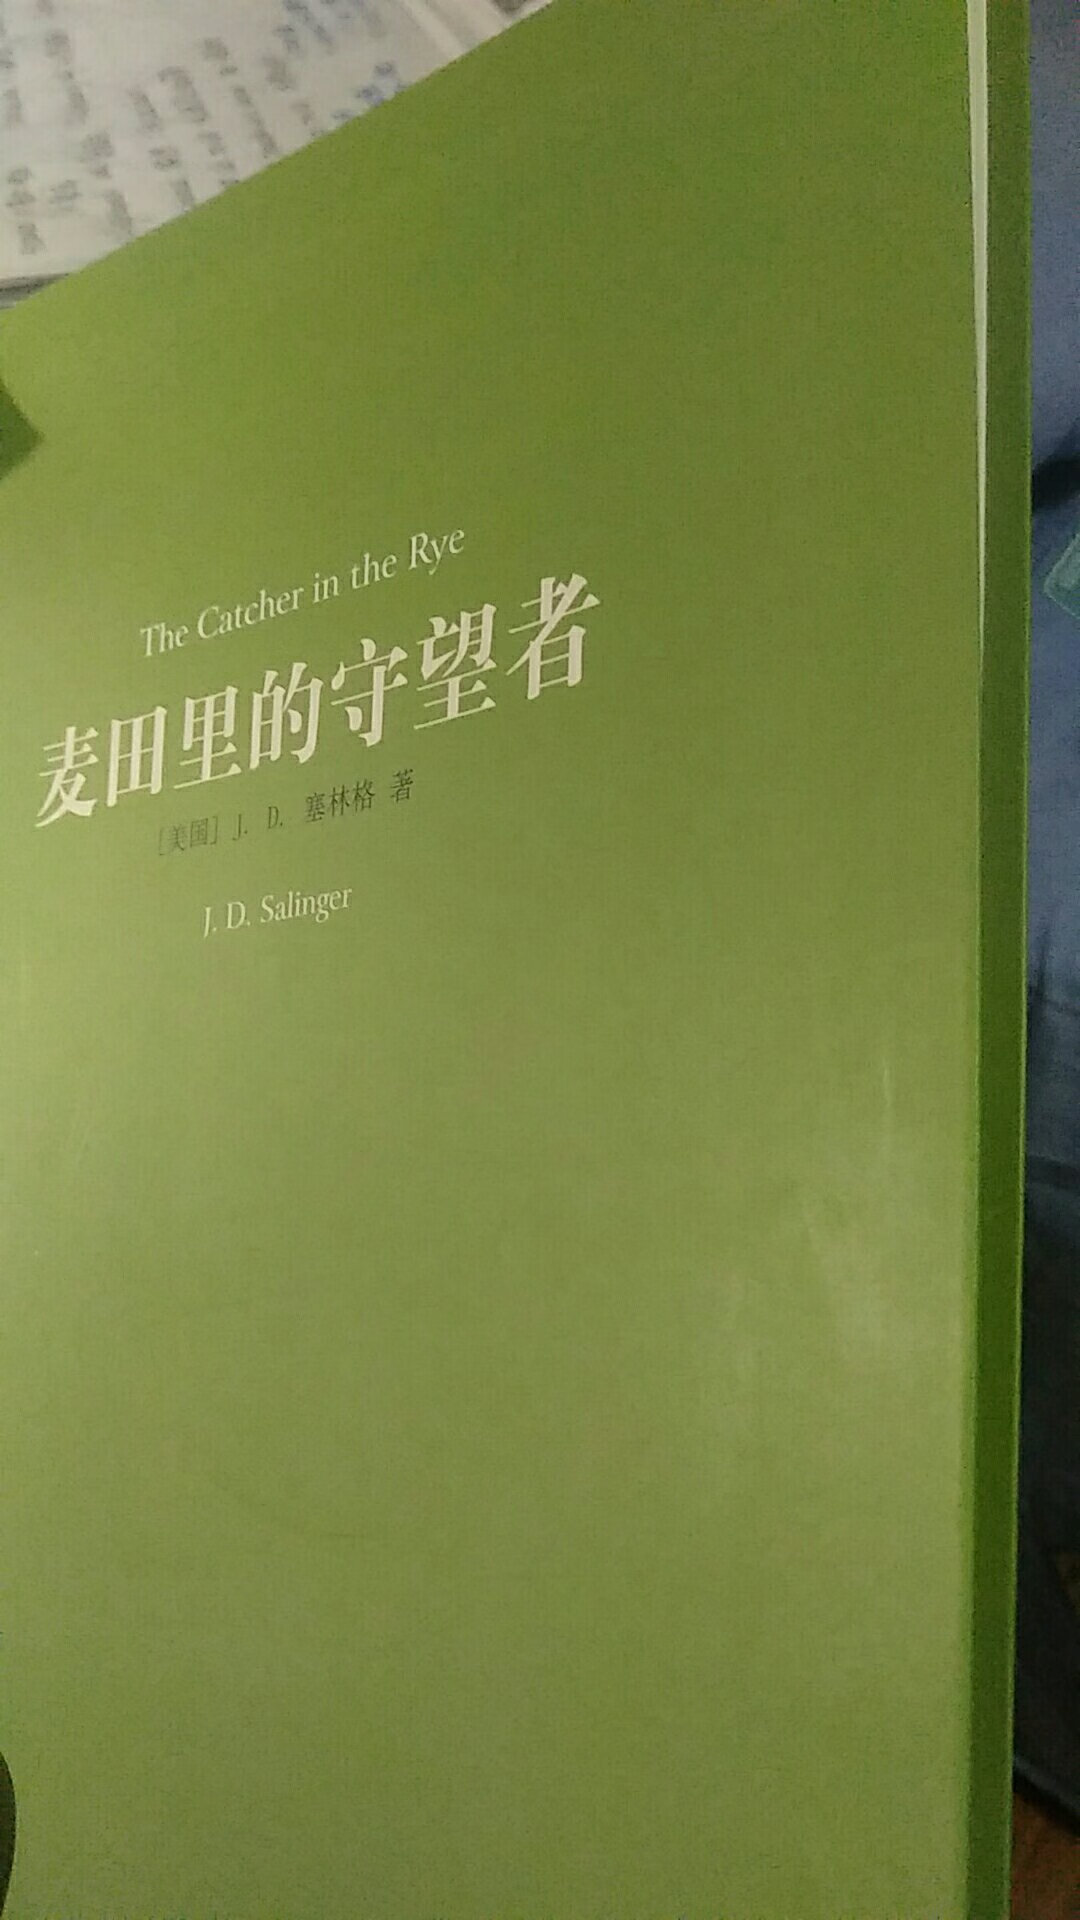 The Catcher in the Rye
麦田里的守望者
[美国] J. D. 塞林格 著
J. D. Salinger